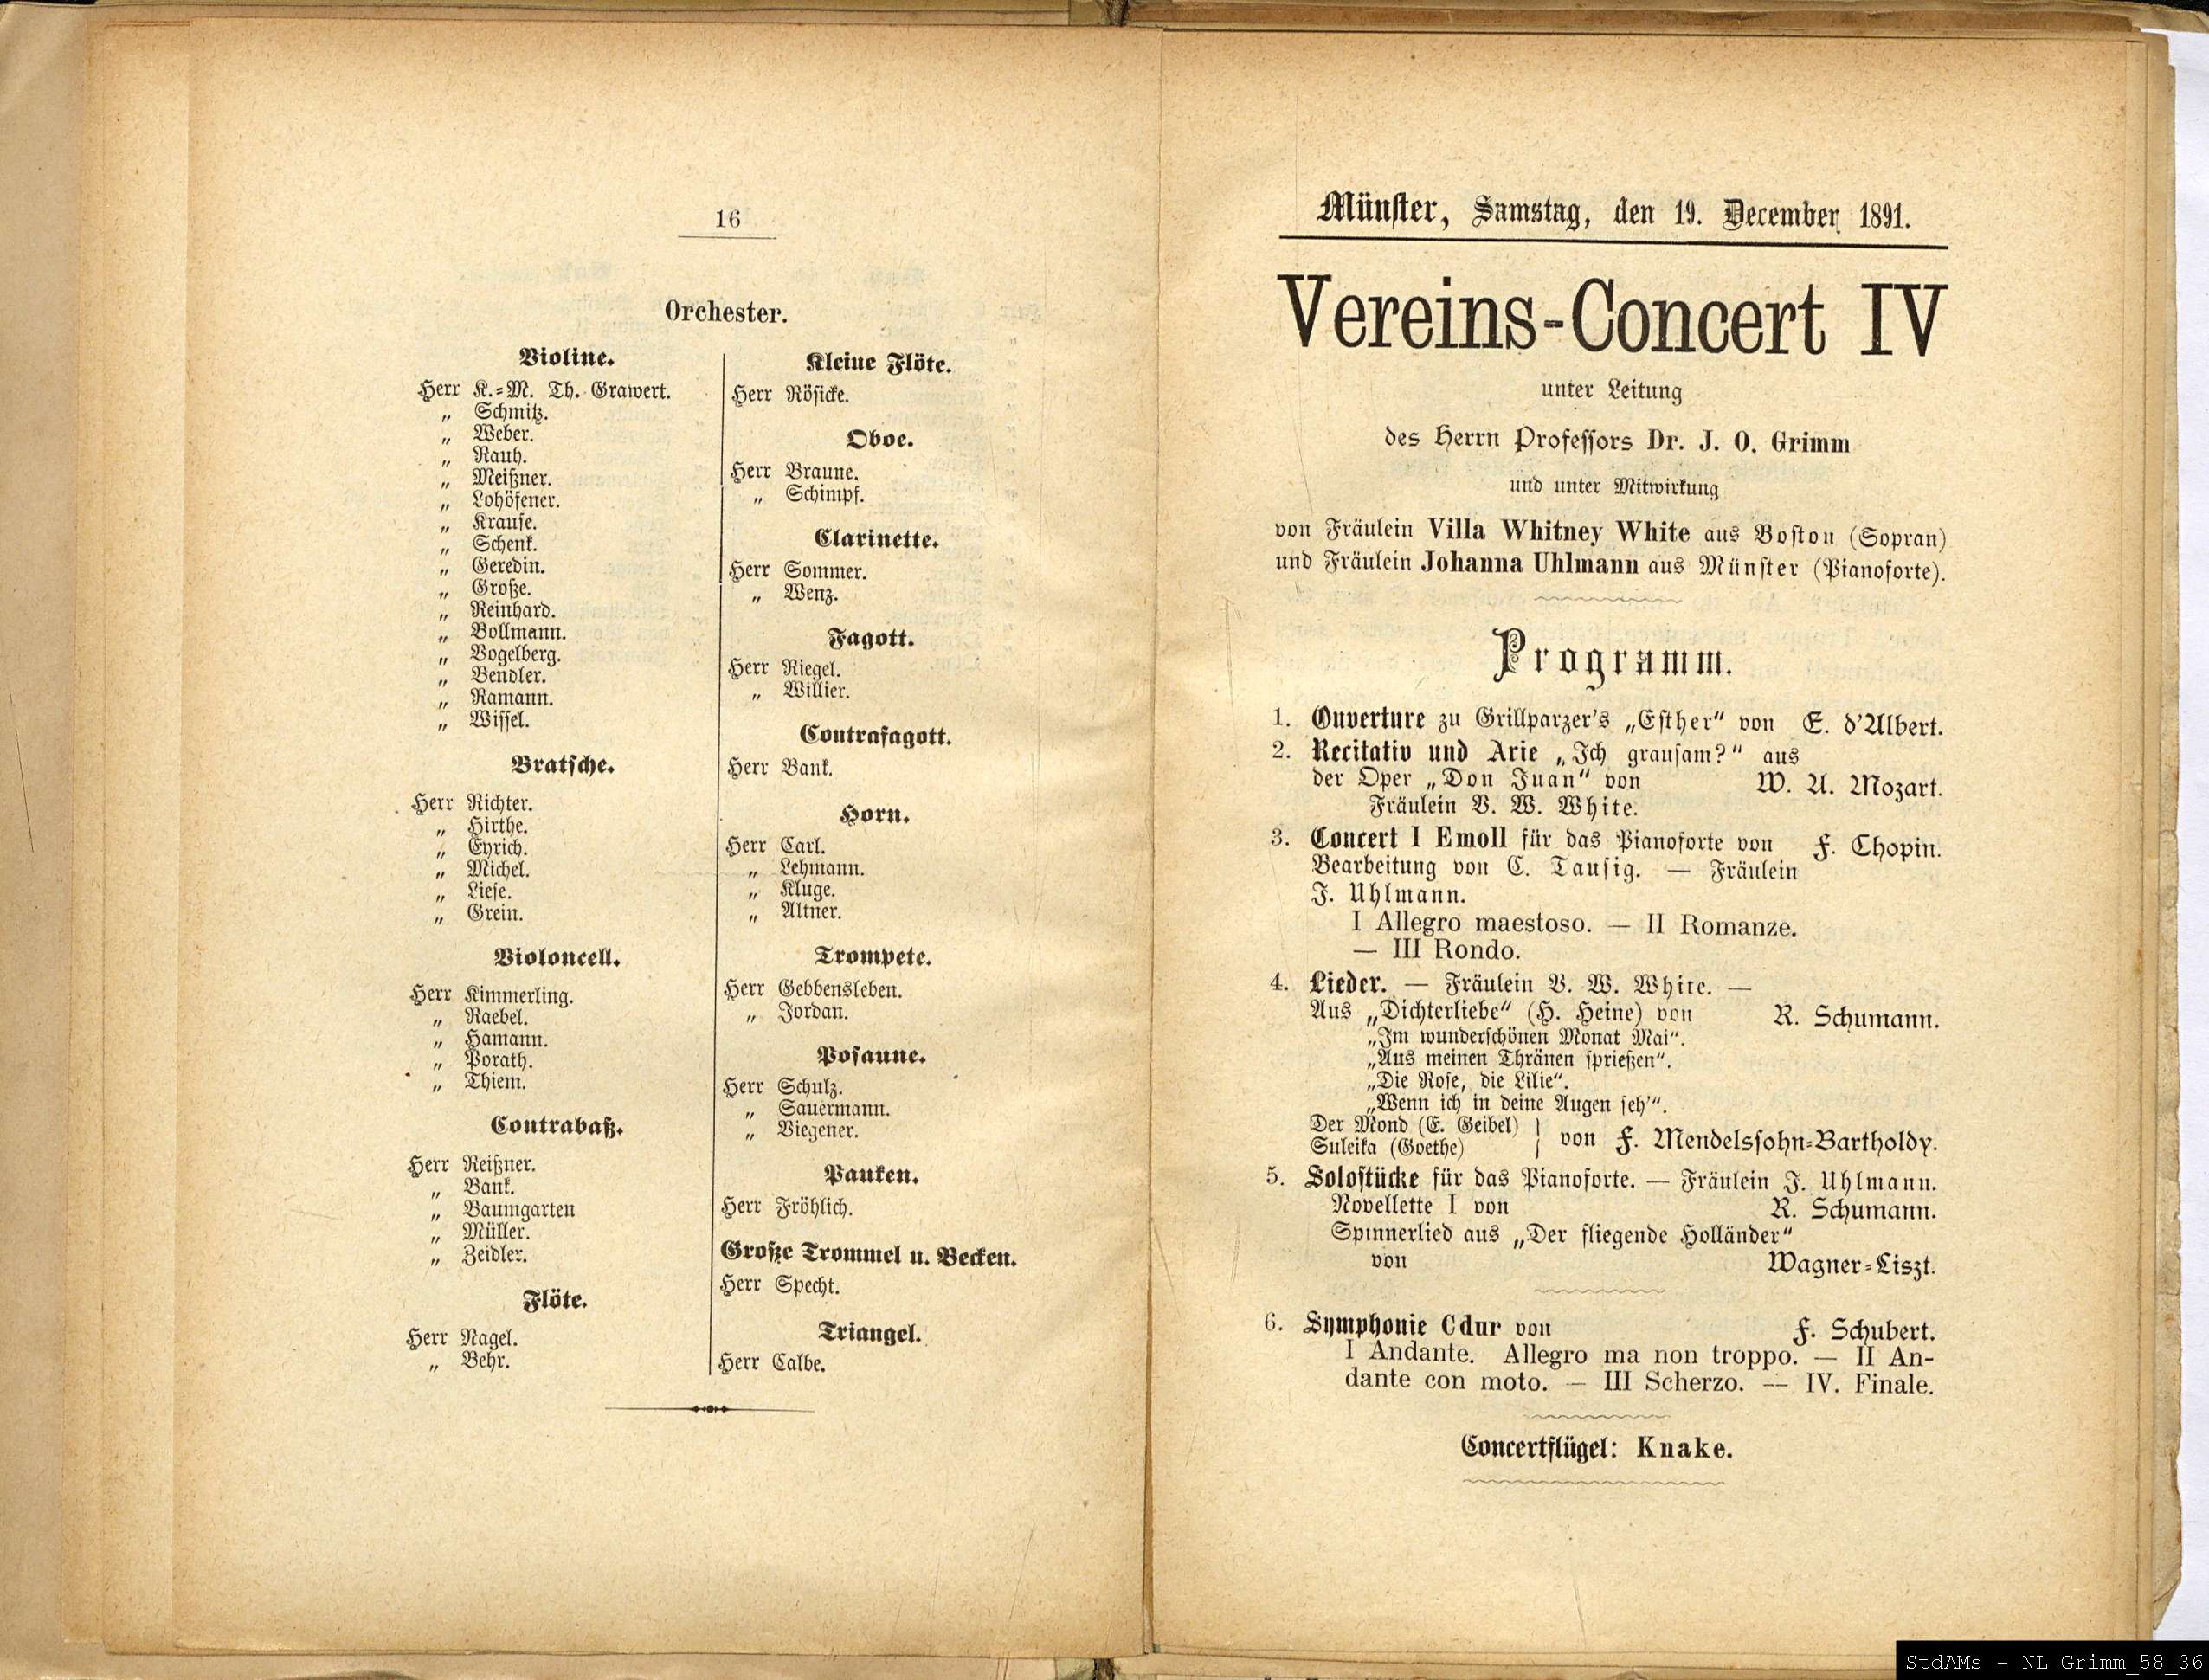 16
Orchester.
Violine.
Herr K.=M. Th. Grawert.
„ Schmitz.
„ Weber.
„ Rauh.
„ Meißner.
„ Lohöfener.
„ Krause.
„ Schenk.
„ Geredin.
„ Große.
„ Reinhard.
„ Bollmann.
„ Vogelberg.
„ Bendler.
„ Ramann.
„ Wissel.
Bratsche.
Herr Richter.
„ Hirthe.
„ Eyrich.
„ Michel.
„ Liese.
„ Grein.
Violoncell.
Herr Kimmerling.
„ Raebel.
„ Hamann.
„ Porath.
„ Thiem.
Contrabaß.
Herr Reißner.
„ Bank.
„ Baumgarten
„ Müller.
„ Zeidler.
Flöte.
Herr Nagel.
„ Behr.
Kleine Flöte.
Herr Rösicke.
Oboe.
Herr Braune.
„ Schimpf.
Clarinette.
Herr Sommer.
„ Wenz.
Fagott.
Herr Riegel.
„ Willier.
Contrafagott.
Herr Bank.
Horn.
Herr Carl.
„ Lehmann.
„ Kluge.
„ Altner.
Trompete.
Herr Gebbensleben.
„ Jordan.
Posaune.
Herr Schulz.
„ Sauermann.
„ Viegener.
Pauken.
Herr Fröhlich.
Große Trommel u. Becken.
Herr Specht.
Triangel.
Herr Calbe.
Münster, Samstag, den 19. December 1891.
Vereins-Concert IV
unter Leitung
des Herrn Professors Dr. J. O. Grimm
und unter Mitwirkung
von Fräulein Villa Whitney White aus Boston (Sopran)
und Fräulein Johanna Uhlmann aus Münster (Pianoforte).
Programm.
1. Ouverture zu Grillparzer's „Esther“ von E. d'Albert.
2. Recitativ und Arie „Ich grausam?“ aus
der Oper „Don Juan“ von W. A. Mozart.
Fräulein V. W. White.
3. Concert I Emoll für das Pianoforte von F. Chopin.
Bearbeitung von C. Tausig. — Fräulein
J. Uhlmann.
I Allegro maestoso. — II Romanze.
— III Rondo.
4. Lieder. — Fräulein V. W. White. —
Aus „Dichterliebe“ (H. Heine) von R. Schumann.
„Im wunderschönen Monat Mai“.
„Aus meinen Thränen sprießen“.
„Die Rose, die Lilie“.
„Wenn ich in deine Augen seh'“.
Der Mond (E. Geibel)
Suleika (Goethe) } von F. Mendelssohn=Bartholdy.
5. Solostücke für das Pianoforte. — Fräulein J. Uhlmann.
Novellette I von R. Schumann.
Spinnerlied aus „Der fliegende Holländer“
von Wagner=Liszt.
6. Symphonie Cdur von F. Schubert.
I Andante. Allegro ma non troppo. — II An-
dante con moto. — III Scherzo. — IV. Finale.
Concertflügel: Knake.
StdAMs - NL Grimm_58_36